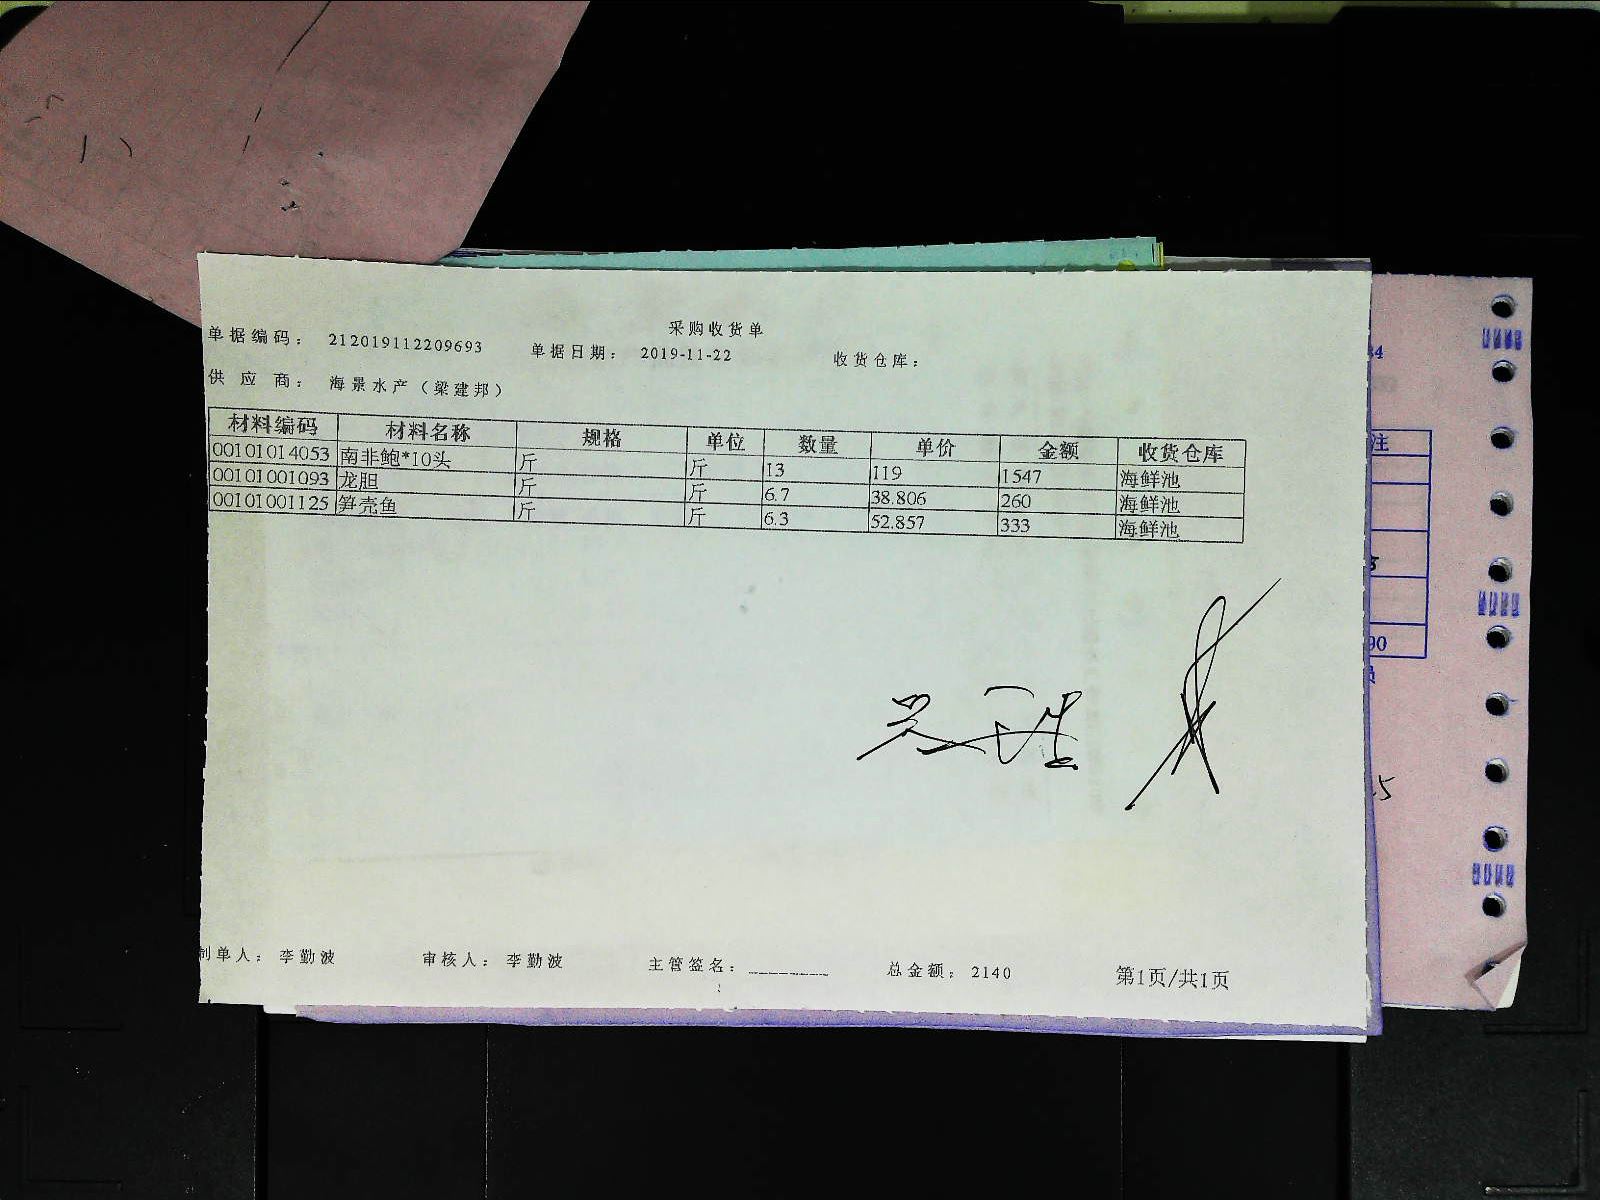 采购收货单
单据编码： 212019112209693 单据日期： 2019-11-22 收货仓库：
供应商： 海景水产（梁建邦）
材料编码 材料名称 规格 单位 数量 单价 金额 收货仓库
00101014053 南非鲍*10头 斤 斤 13 119 1547 海鲜池
00101001093 龙胆 斤 斤 6.7 38.806 260 海鲜池
00101001125 笋壳鱼 斤 斤 6.3 52.857 333 海鲜池
制单人： 李勤波 审核人： 李勤波 主管签名： 总金额： 2140 第1页/共1页
注